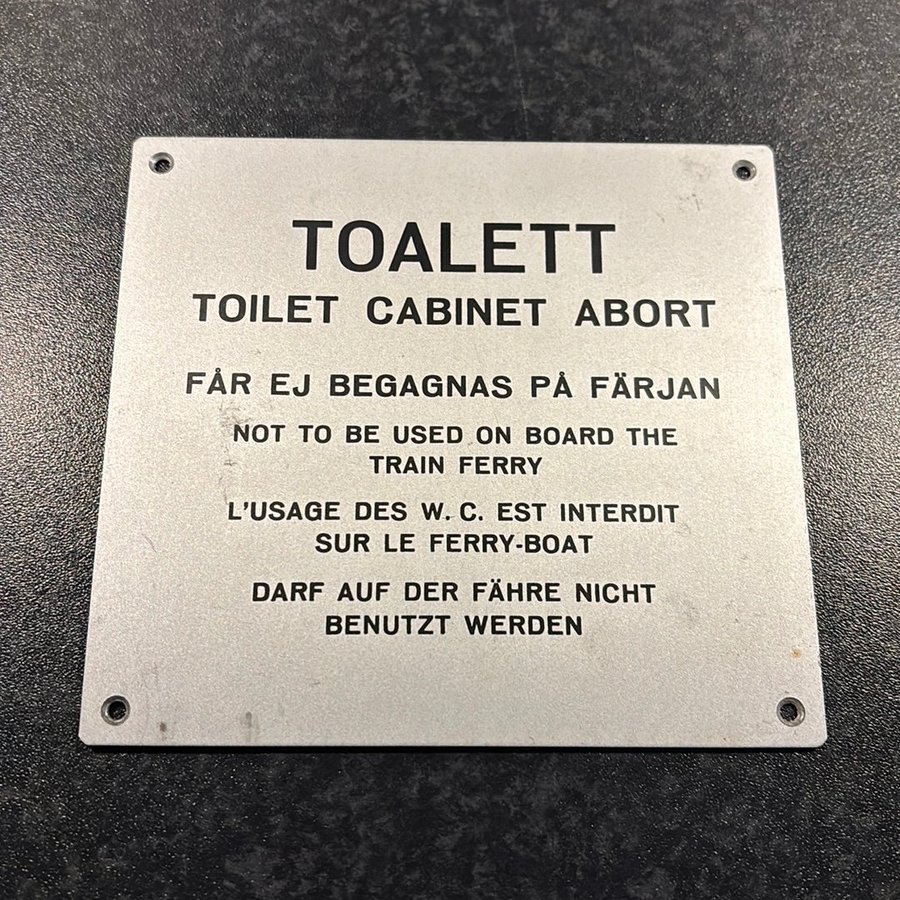 TOALETT
TOILET CABINET ABORT
FÅR EJ BEGAGNAS PÅ FÄRJAN
NOT TO BE USED ON BOARD THE
TRAIN FERRY
L'USAGE DES W. C. EST INTERDIT
SUR LE FERRY-BOAT
DARF AUF DER FÄHRE NICHT
BENUTZT WERDEN